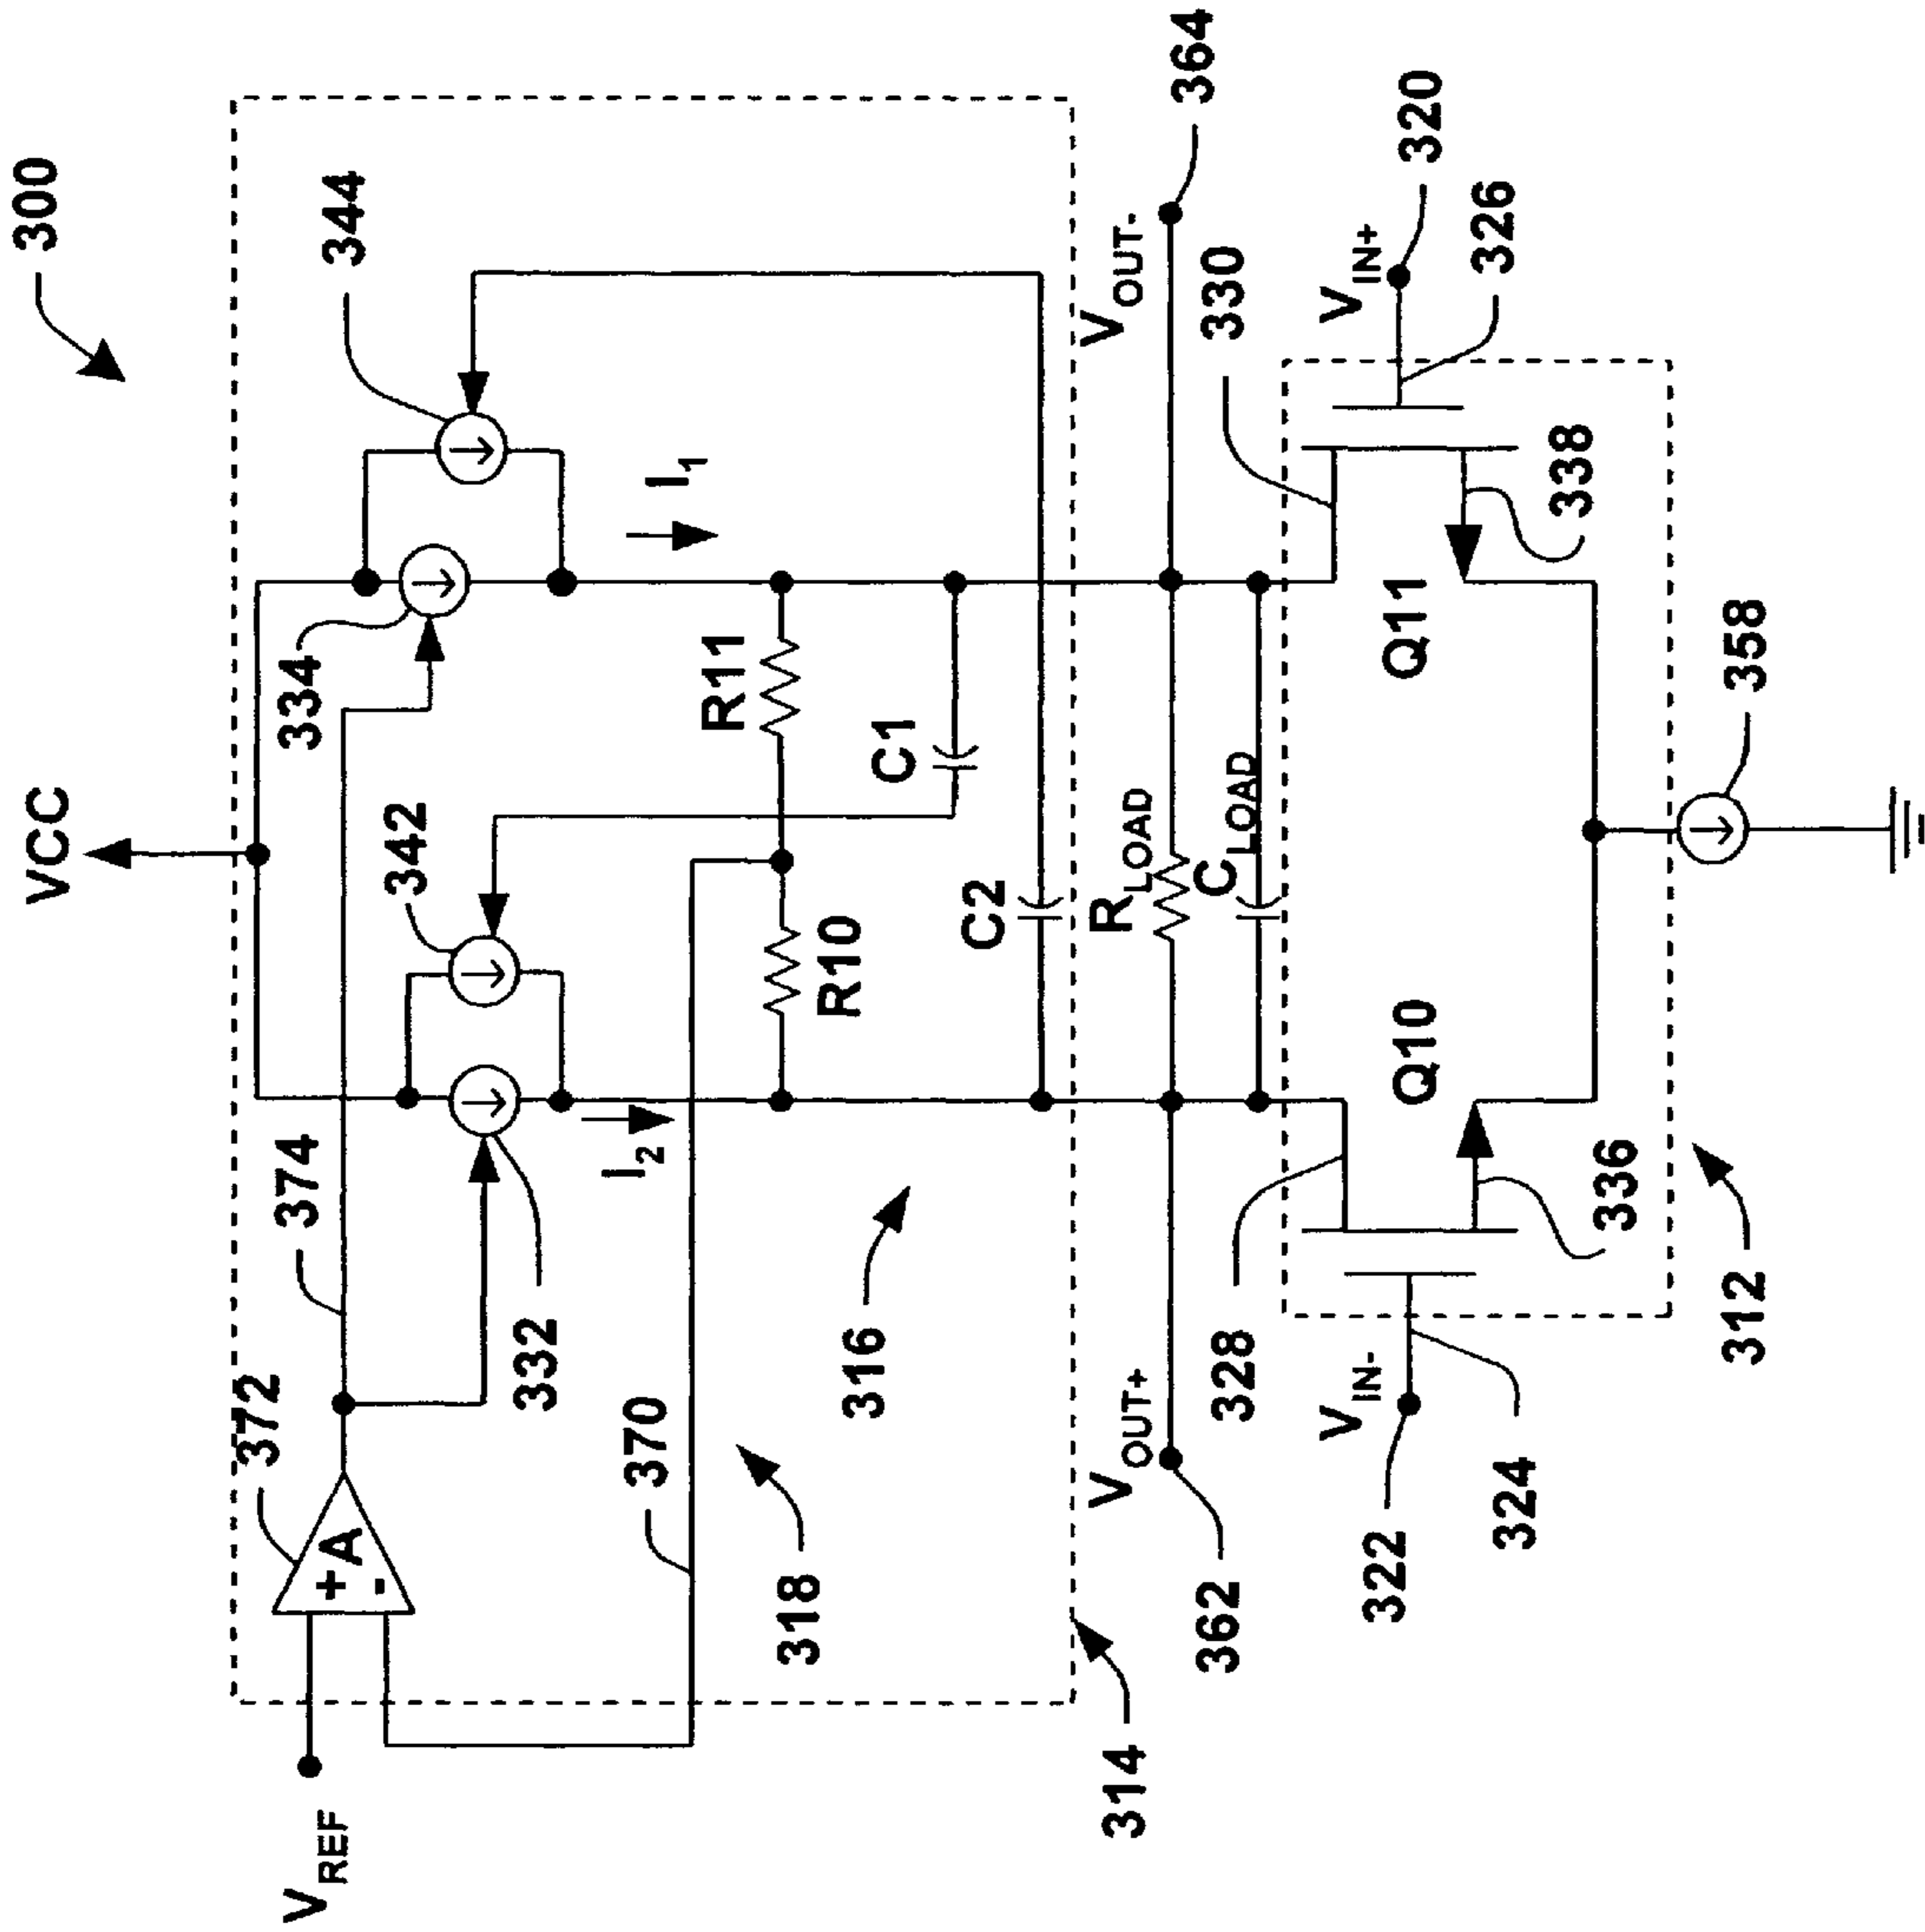 300
VCC
344
334
342
374
372
+ A
-
VREF
I1
I2
332
R11
R10
370
C1
316
318
C2
314
VOUT-
364
RLOAD
CLOAD
VOUT+
362
330
VIN+
320
326
328
VIN-
322
324
Q11
338
Q10
336
358
312